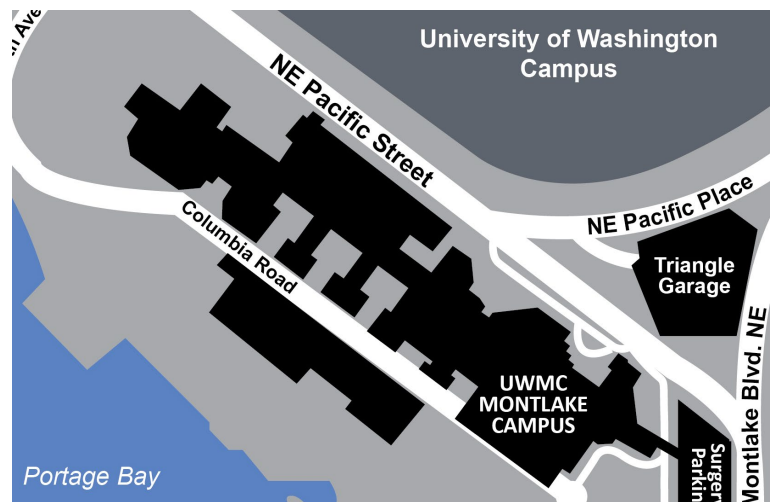 University of Washington
Campus
Ave
NE Pacific Street
NE Pacific Place
Columbia Road
Triangle
Garage
UWMC
MONTLAKE
CAMPUS
Montlake Blvd. NE
Portage Bay